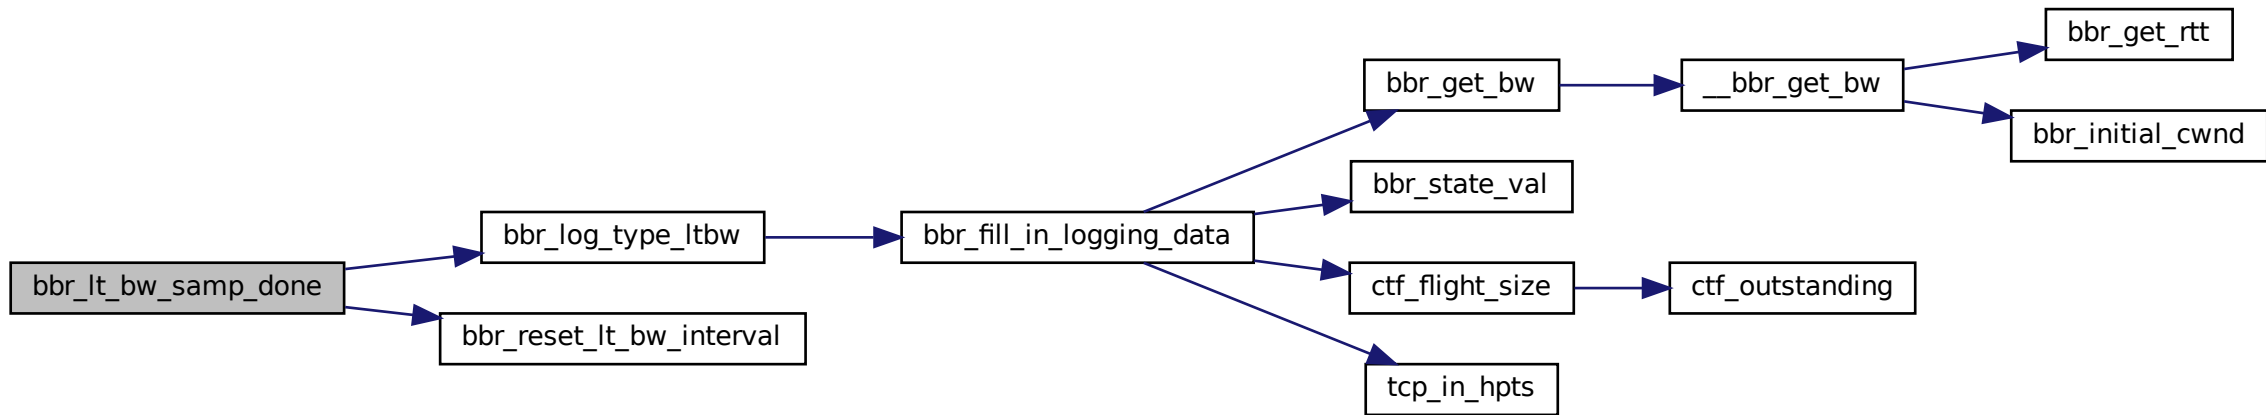 bbr_lt_bw_samp_done
bbr_log_type_ltbw
bbr_reset_lt_bw_interval
bbr_fill_in_logging_data
bbr_get_bw
bbr_state_val
ctf_flight_size
tcp_in_hpts
__bbr_get_bw
ctf_outstanding
bbr_get_rtt
bbr_initial_cwnd